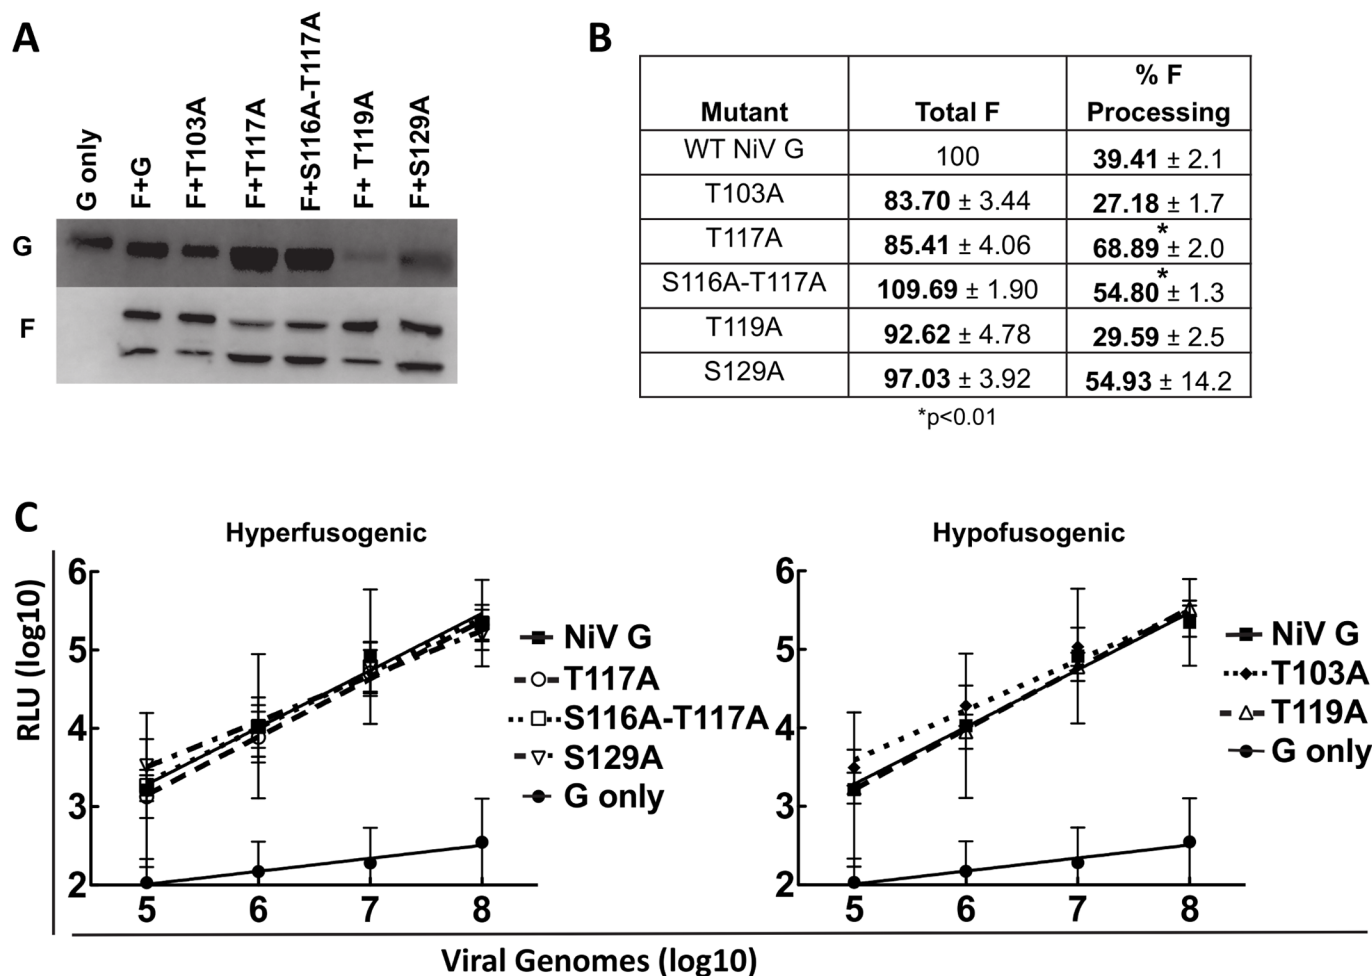 A
G only
F+G
F+T103A
F+T117A
F+S116A-T117A
F+ T119A
F+S129A
G
F
B
Mutant Total F % F Processing
WT NiV G 100 39.41 ± 2.1
T103A 83.70 ± 3.44 27.18 ± 1.7
T117A 85.41 ± 4.06 68.89 ± 2.0*
S116A-T117A 109.69 ± 1.90 54.80 ± 1.3*
T119A 92.62 ± 4.78 29.59 ± 2.5
S129A 97.03 ± 3.92 54.93 ± 14.2
*p<0.01
C
Hyperfusogenic
RLU (log10)
6
5
4
3
2
5 6 7 8
NiV G
T117A
S116A-T117A
S129A
G only
Hypofusogenic
6
5
4
3
2
5 6 7 8
NiV G
T103A
T119A
G only
Viral Genomes (log10)